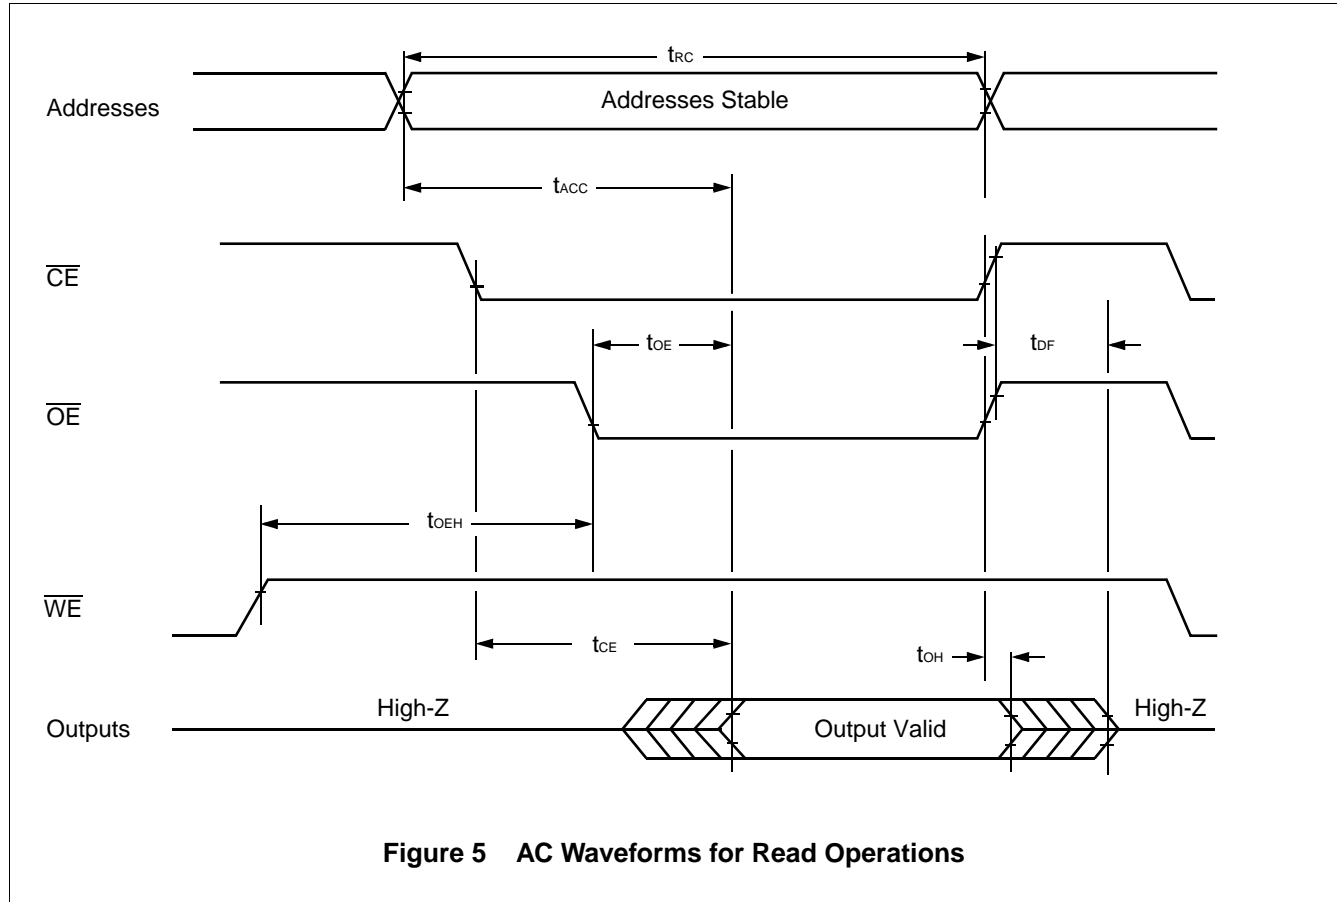 tRC
Addresses
Addresses Stable
tACC
CE
tOE
tDF
OE
tOEH
WE
tCE
tOH
High-Z
High-Z
Outputs
Output Valid
Figure 5 AC Waveforms for Read Operations